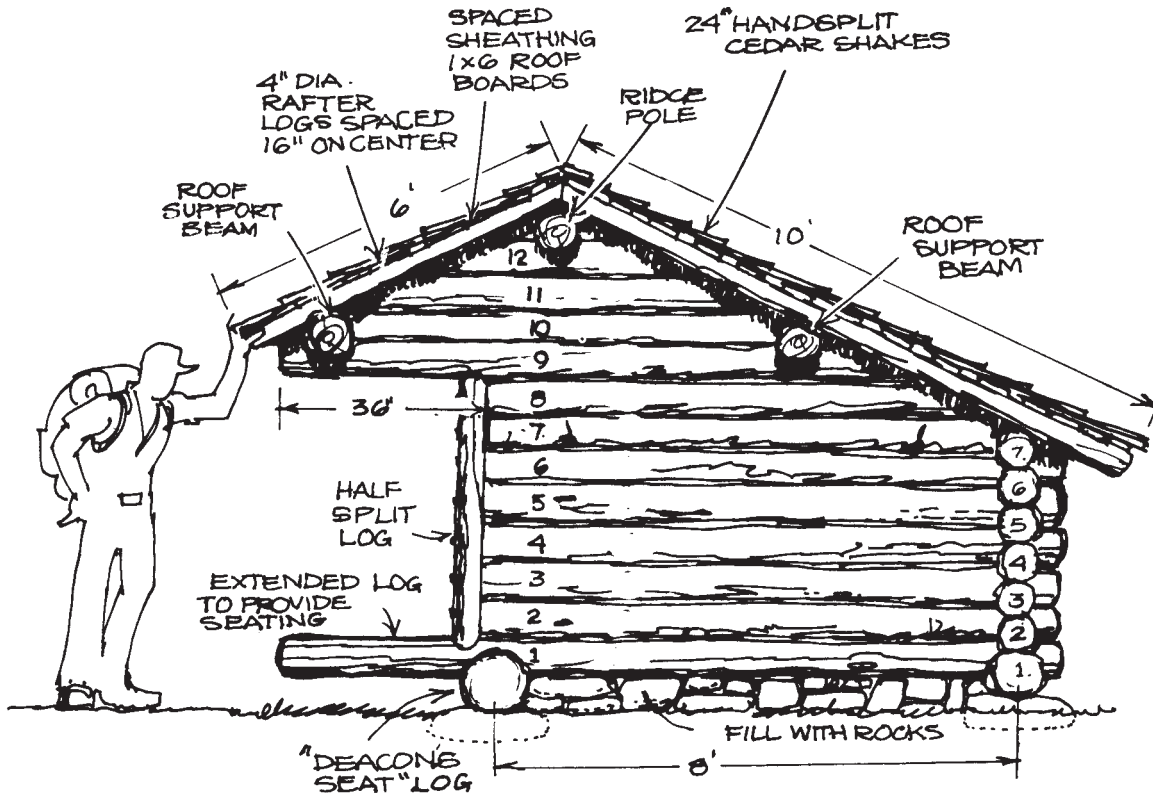 SPACED
SHEATHING
1x6 ROOF
BOARDS
24" HANDSPLIT
CEDAR SHAKES
4" DIA.
RAFTER
LOGS SPACED
16" ON CENTER
RIDGE
POLE
ROOF
SUPPORT
BEAM
6'
10'
ROOF
SUPPORT
BEAM
12
11
10
9
36"
8
7
6
5
4
3
2
1
7
6
5
4
3
2
1
HALF
SPLIT
LOG
EXTENDED LOG
TO PROVIDE
SEATING
FILL WITH ROCKS
"DEACONS
SEAT" LOG
8'